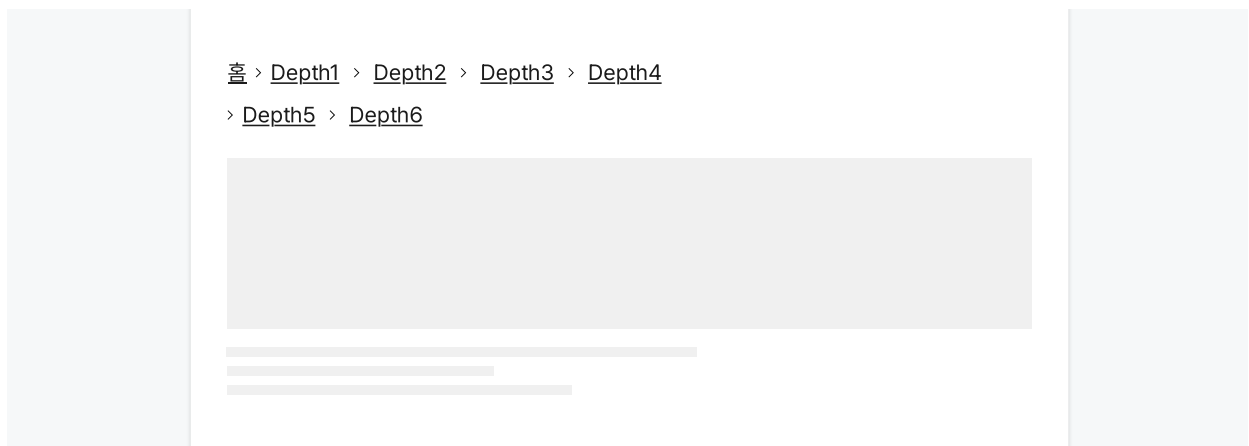 홈 > Depth1 > Depth2 > Depth3 > Depth4
> Depth5 > Depth6